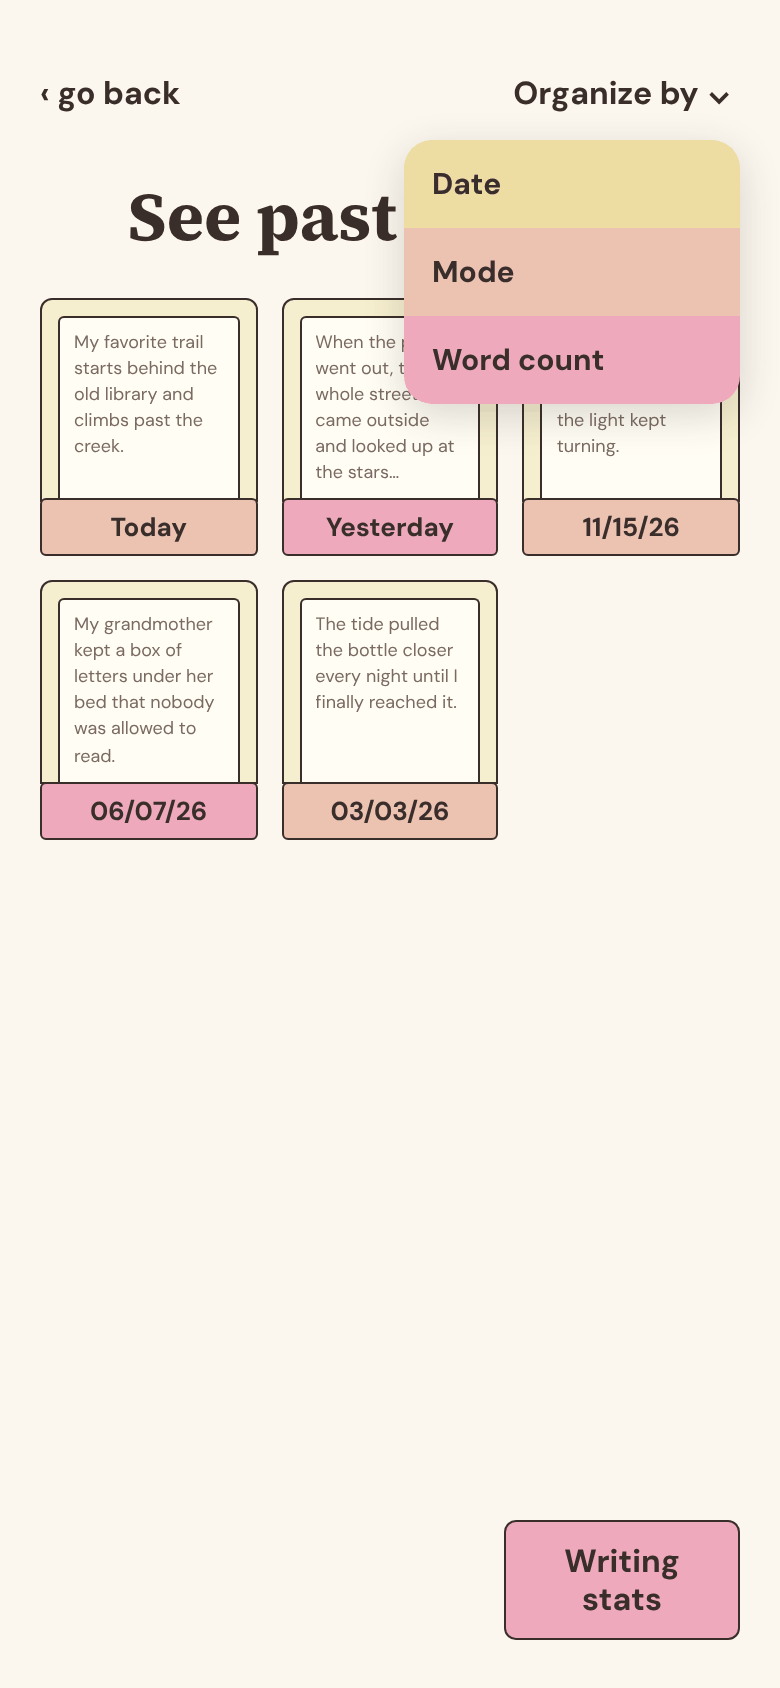 ‹ go back
Organize by
Date
See past
Mode
Word count
My favorite trail
starts behind the
old library and
climbs past the
creek.
Today
When the
went out,
whole street
came outside
and looked up at
the stars...
Yesterday
the light kept
turning.
11/15/26
My grandmother
kept a box of
letters under her
bed that nobody
was allowed to
read.
06/07/26
The tide pulled
the bottle closer
every night until I
finally reached it.
03/03/26
Writing
stats